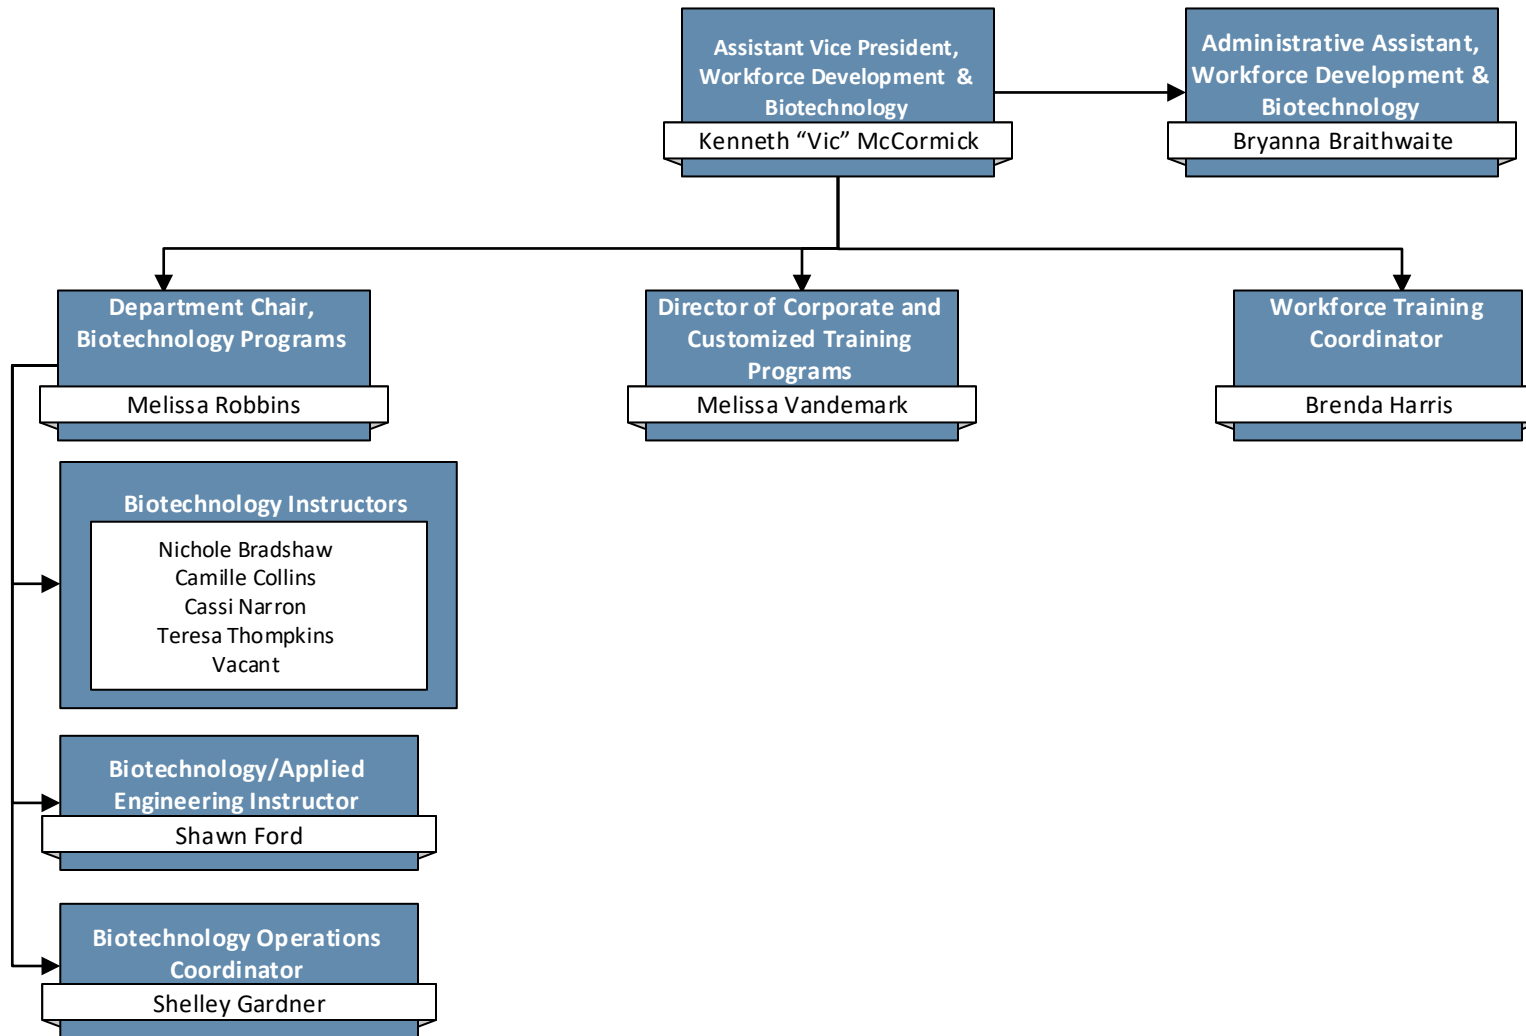 Assistant Vice President,
Workforce Development &
Biotechnology
Kenneth “Vic” McCormick
Administrative Assistant,
Workforce Development &
Biotechnology
Bryanna Braithwaite
Department Chair,
Biotechnology Programs
Melissa Robbins
Director of Corporate and
Customized Training
Programs
Melissa Vandemark
Workforce Training
Coordinator
Brenda Harris
Biotechnology Instructors
Nichole Bradshaw
Camille Collins
Cassi Narron
Teresa Thompkins
Vacant
Biotechnology/Applied
Engineering Instructor
Shawn Ford
Biotechnology Operations
Coordinator
Shelley Gardner